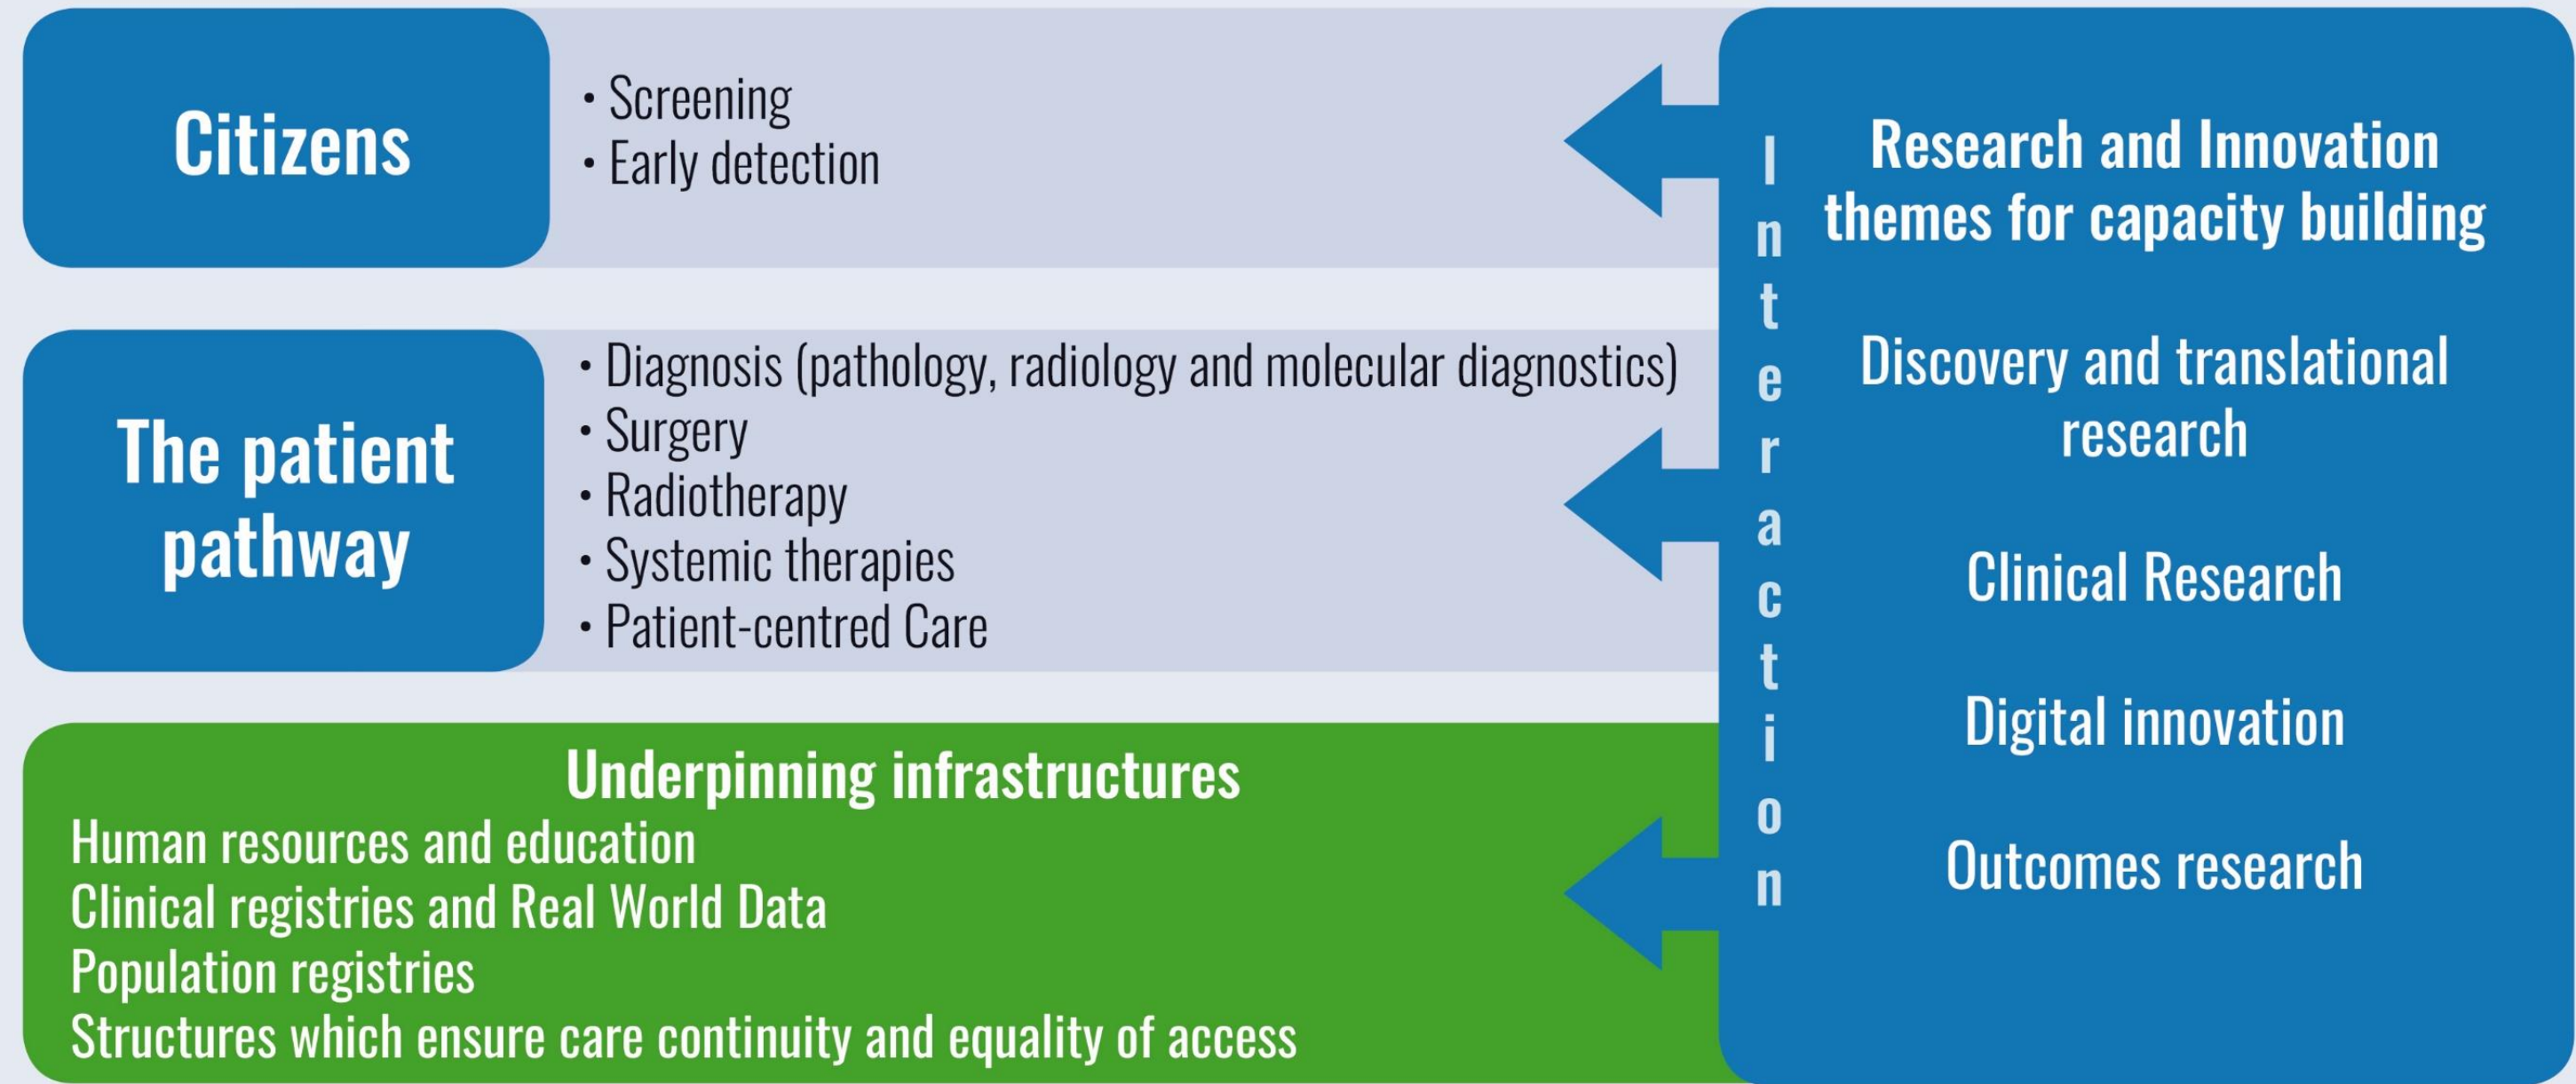 Citizens
• Screening
• Early detection
The patient
pathway
• Diagnosis (pathology, radiology and molecular diagnostics)
• Surgery
• Radiotherapy
• Systemic therapies
• Patient-centred Care
Underpinning infrastructures
Human resources and education
Clinical registries and Real World Data
Population registries
Structures which ensure care continuity and equality of access
Interaction
Research and Innovation
themes for capacity building
Discovery and translational
research
Clinical Research
Digital innovation
Outcomes research